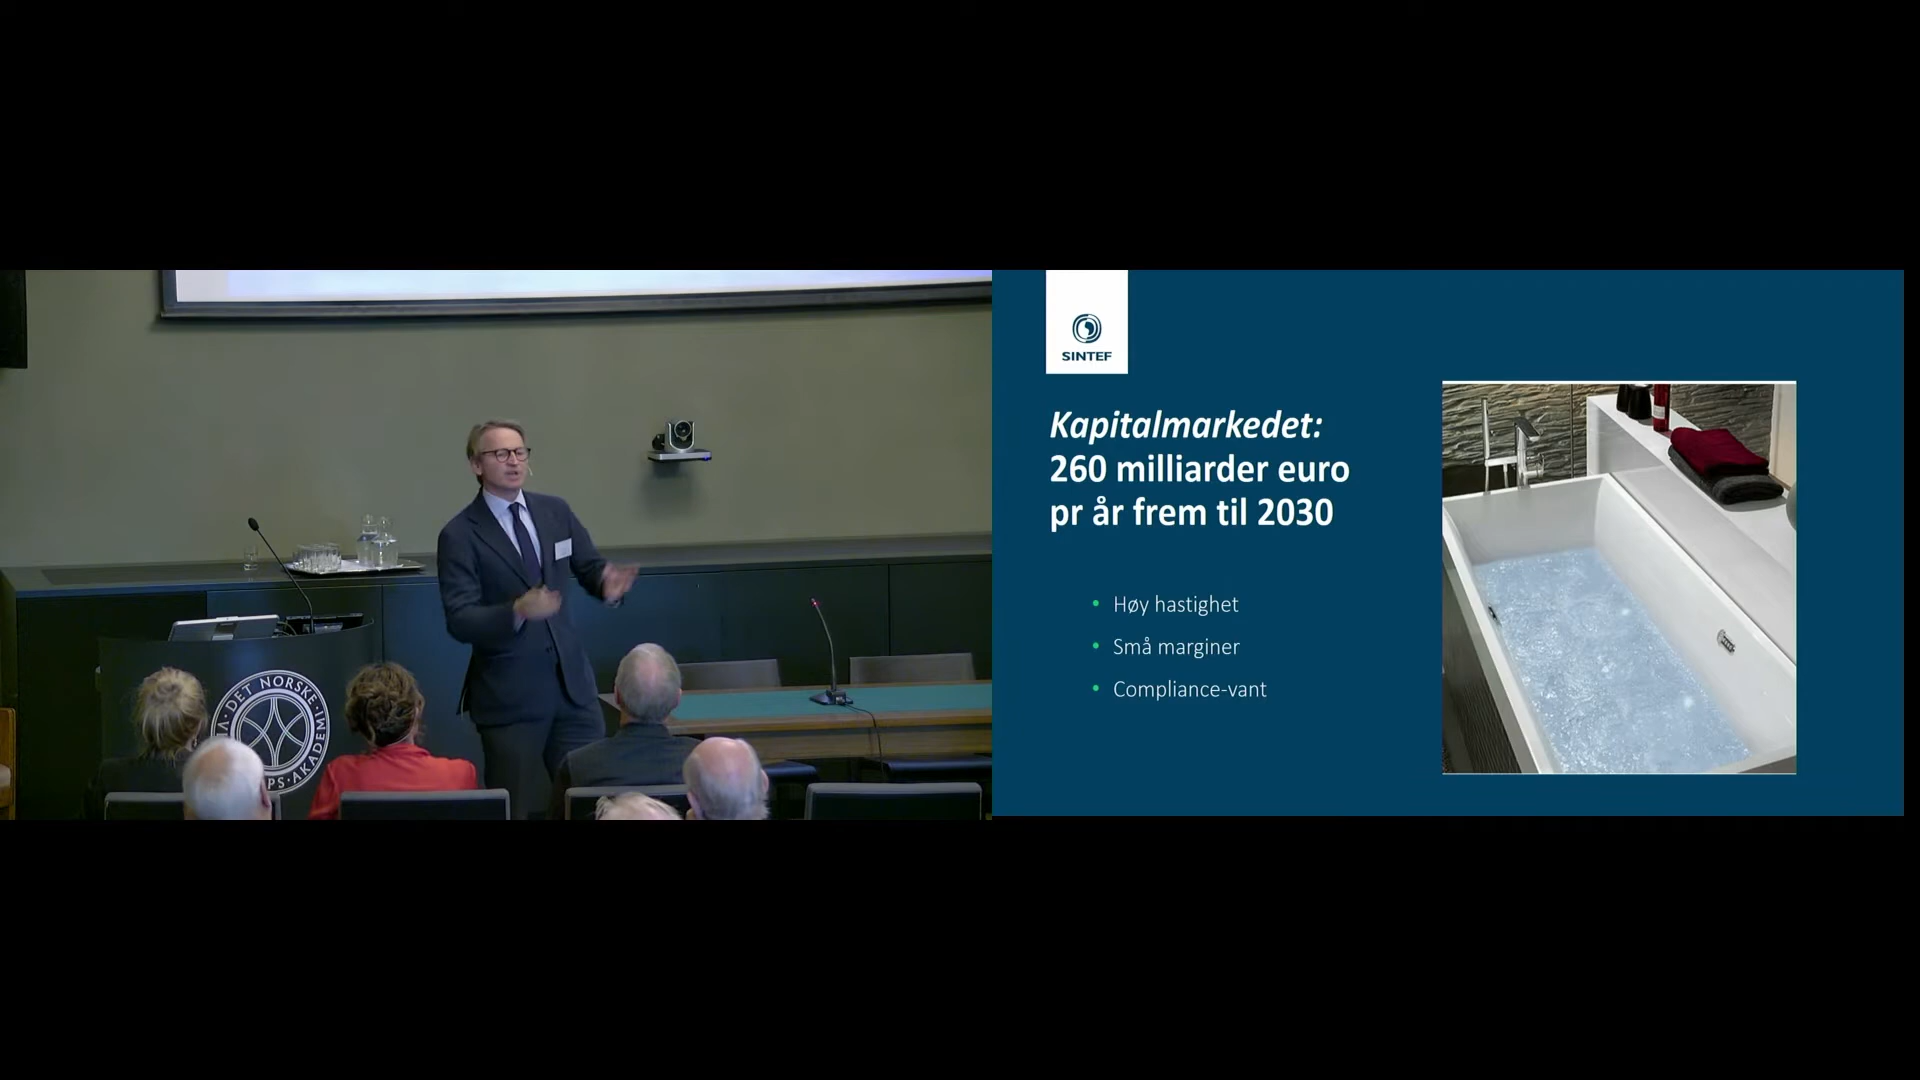 DET NORSKE
AKADEMI
SINTEF
Kapitalmarkedet:
260 milliarder euro
pr år frem til 2030
• Høy hastighet
• Små marginer
• Compliance-vant